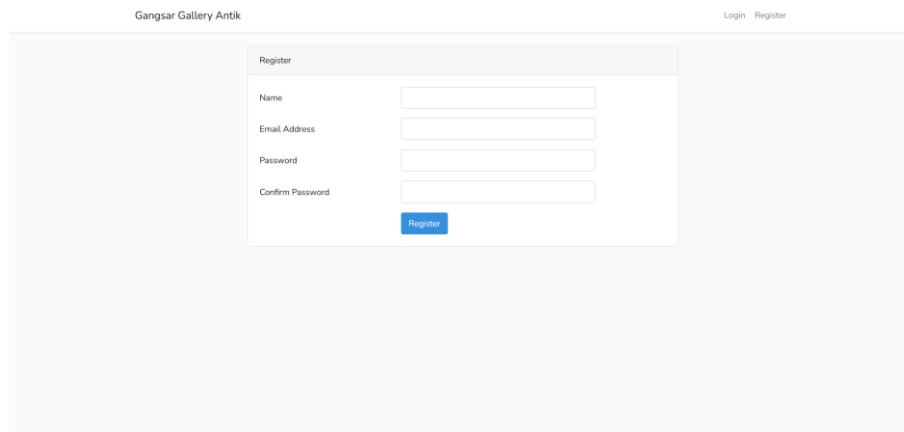 Gangsar Gallery Antik Login Register
Register
Name
Email Address
Password
Confirm Password
Register